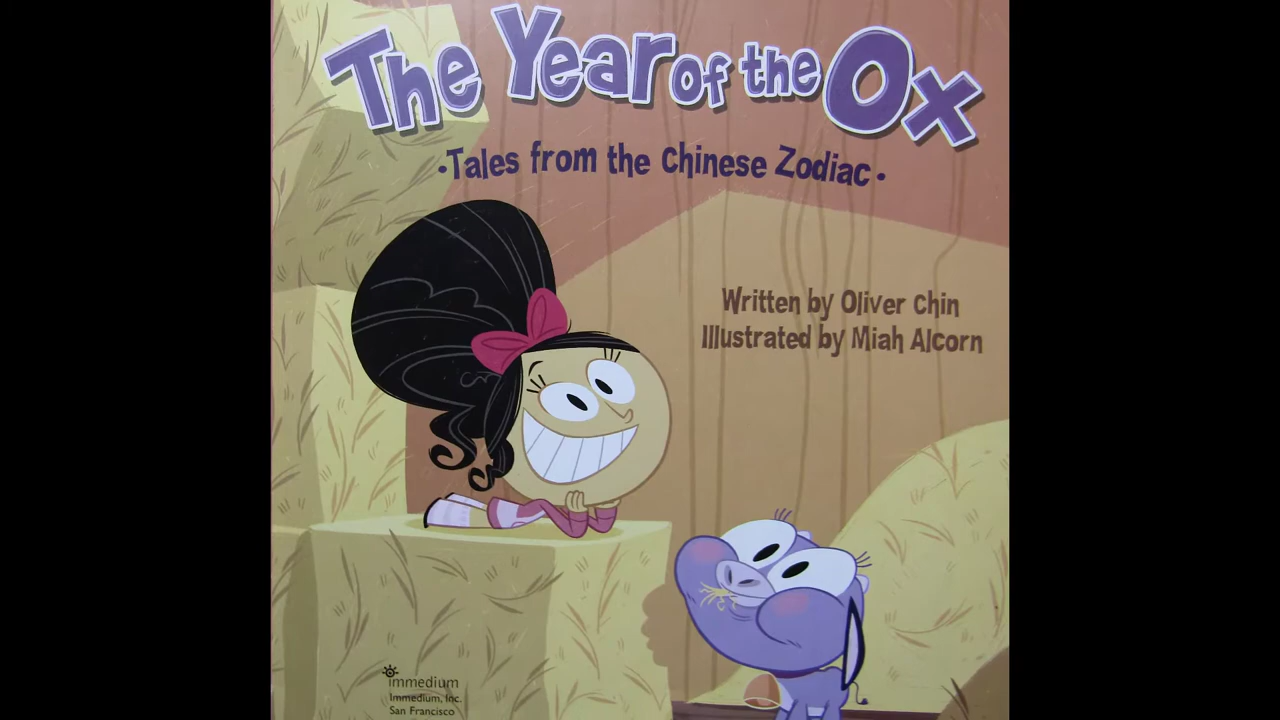 The Year of the Ox
•Tales from the Chinese Zodiac•
Written by Oliver Chin
Illustrated by Miah Alcorn
immedium
Immedium, Inc.
San Francisco